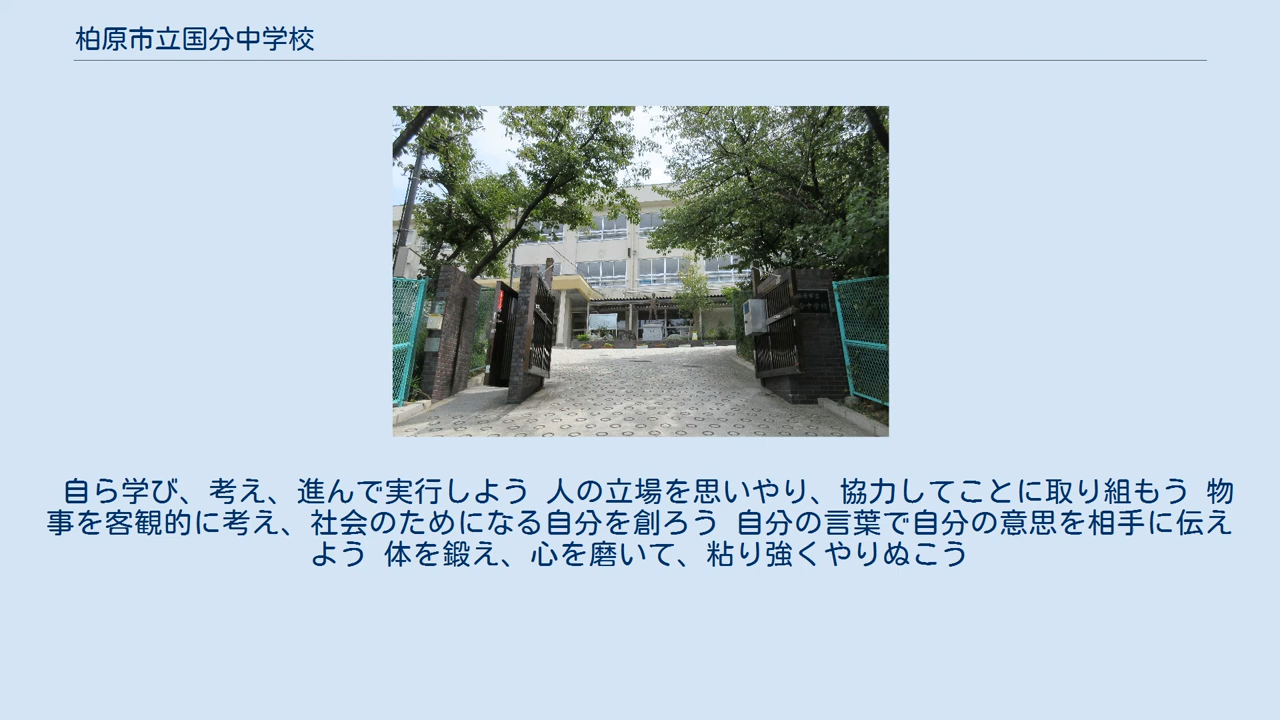 柏原市立国分中学校
自ら学び、考え、進んで実行しよう 人の立場を思いやり、協力してことに取り組もう 物
事を客観的に考え、社会のためになる自分を創ろう 自分の言葉で自分の意思を相手に伝え
よう 体を鍛え、心を磨いて、粘り強くやりぬこう